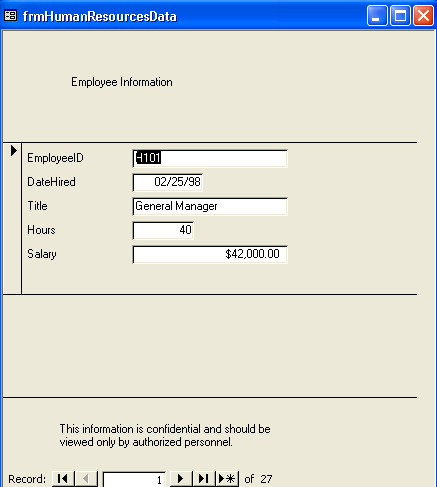 frmHumanResourcesData
Employee Information
EmployeeID H101
DateHired 02/25/98
Title General Manager
Hours 40
Salary $42,000.00
This information is confidential and should be
viewed only by authorized personnel.
Record: 1 of 27